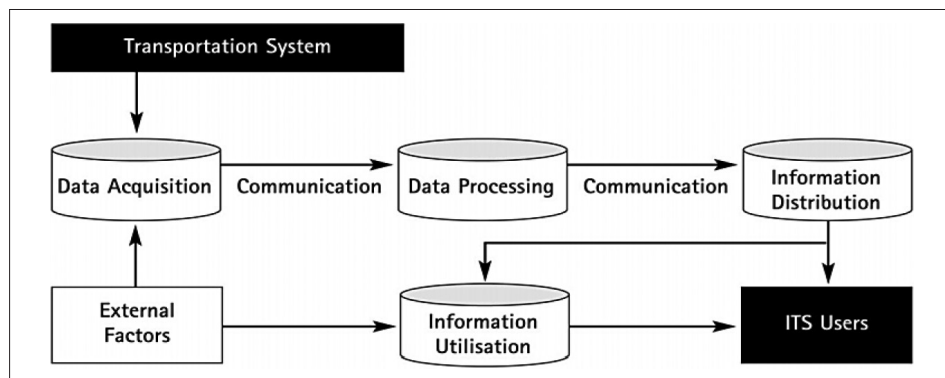 Transportation System
Data Acquisition
Communication
Data Processing
Communication
Information
Distribution
External
Factors
Information
Utilisation
ITS Users